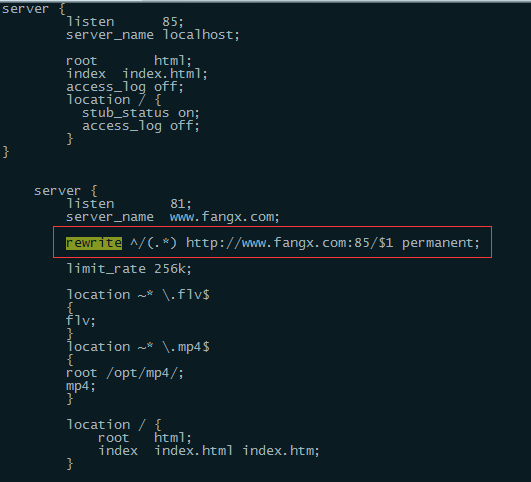 server {
listen 85;
server_name localhost;
root html;
index index.html;
access_log off;
location / {
stub_status on;
access_log off;
}
}
server {
listen 81;
server_name www.fangx.com;
rewrite ^/(.*) http://www.fangx.com:85/$1 permanent;
limit_rate 256k;
location ~* \.flv$
{
flv;
}
location ~* \.mp4$
{
root /opt/mp4/;
mp4;
}
location / {
root html;
index index.html index.htm;
}